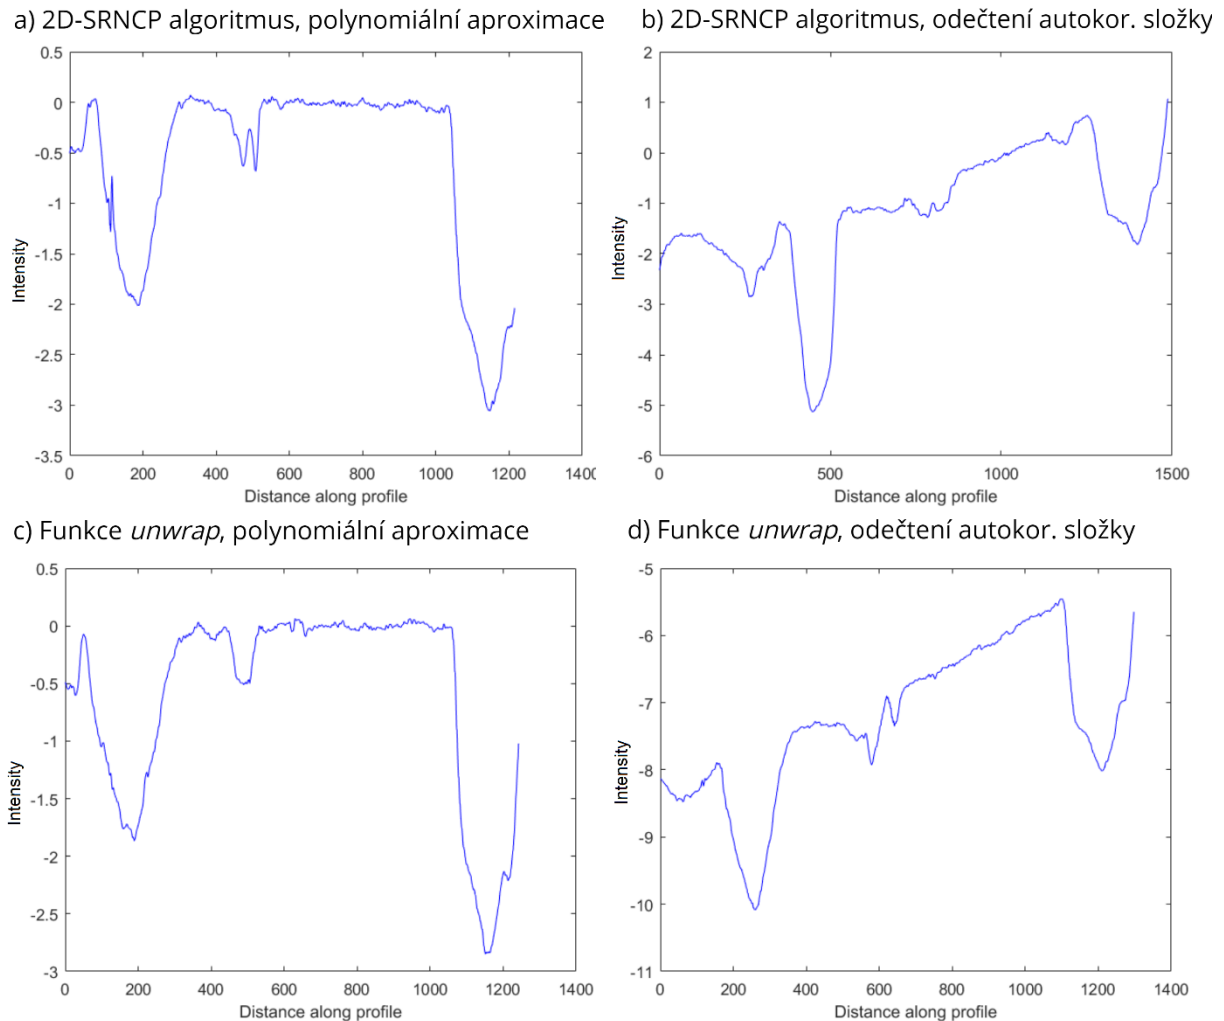 a) 2D-SRNCP algoritmus, polynomiální aproximace
0.5
0
-0.5
-1
-1.5
-2
-2.5
-3
-3.5
Intensity
0 200 400 600 800 1000 1200 1400
Distance along profile
b) 2D-SRNCP algoritmus, odečtení autokor. složky
2
1
0
-1
-2
-3
-4
-5
-6
Intensity
0 500 1000 1500
Distance along profile
c) Funkce unwrap, polynomiální aproximace
0.5
0
-0.5
-1
-1.5
-2
-2.5
-3
Intensity
0 200 400 600 800 1000 1200 1400
Distance along profile
d) Funkce unwrap, odečtení autokor. složky
-5
-6
-7
-8
-9
-10
-11
Intensity
0 200 400 600 800 1000 1200 1400
Distance along profile